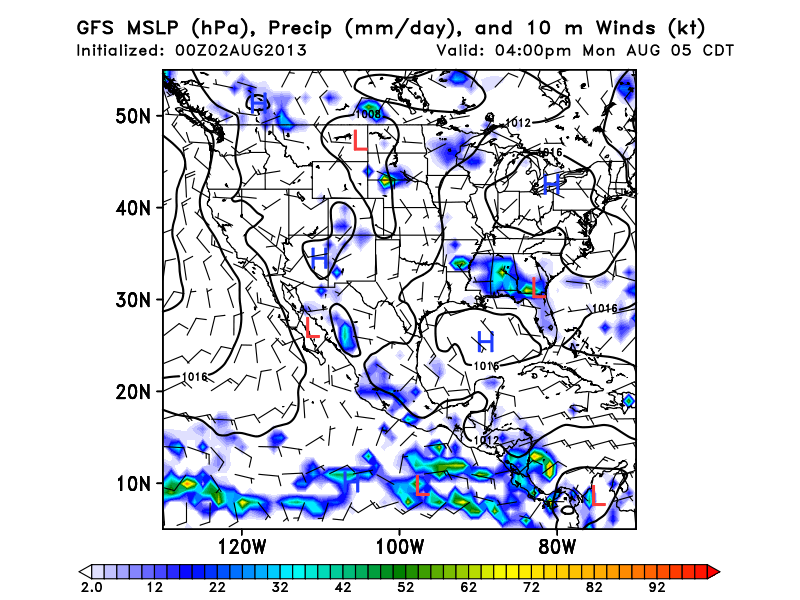 GFS MSLP (hPa), Precip (mm/day), and 10 m Winds (kt)
Initialized: 00Z02AUG2013 Valid: 04:00pm Mon AUG 05 CDT
50N
40N
30N
20N
10N
120W 100W 80W
H
1008
1012
L
1016
H
H
L
1016
L
H
1016
1016
1012
H
L
L
2.0 12 22 32 42 52 62 72 82 92